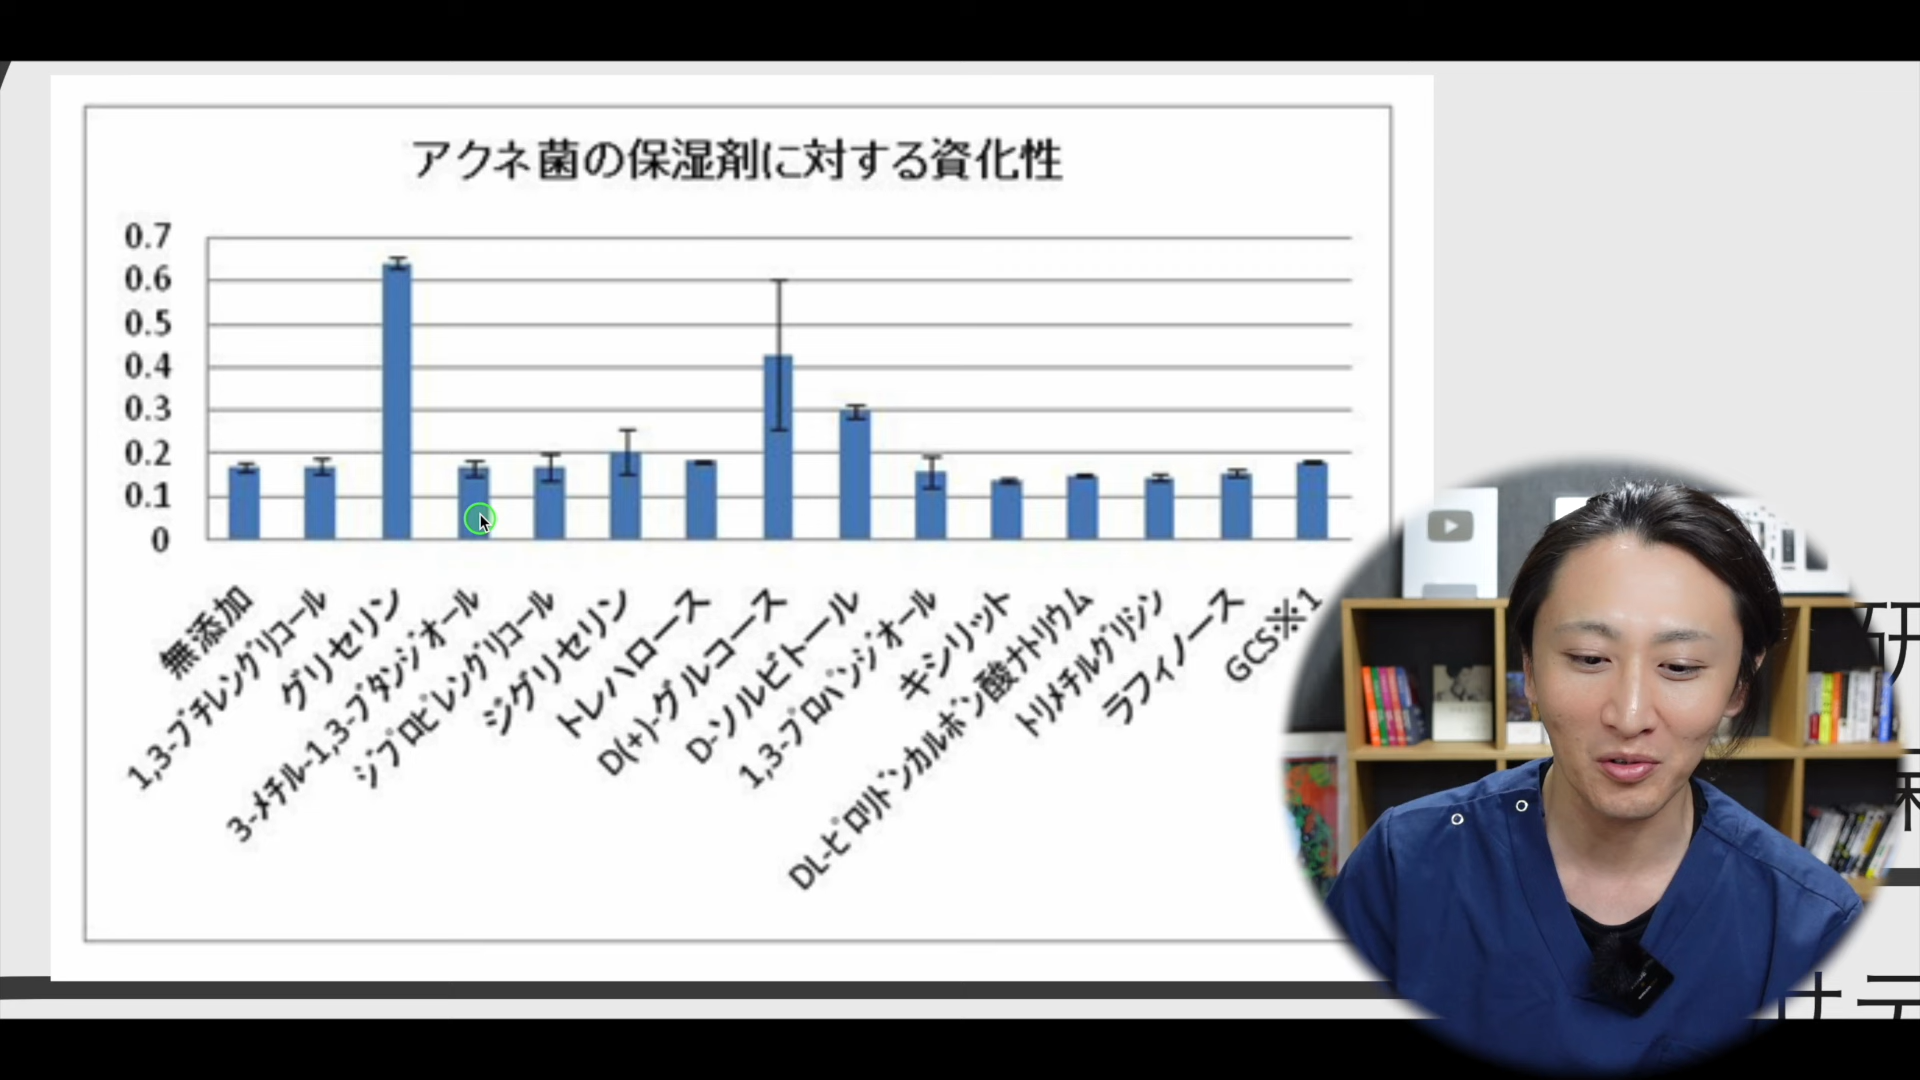 アクネ菌の保湿剤に対する資化性
0.7
0.6
0.5
0.4
0.3
0.2
0.1
0
無添加
1,3-ﾌﾞﾁﾚﾝｸﾞﾘｺｰﾙ
グリセリン
3-ﾒﾁﾙ-1,3-ﾌﾞﾀﾝｼﾞｵｰﾙ
ｼﾞﾌﾟﾛﾋﾟﾚﾝｸﾞﾘｺｰﾙ
ジグリセリン
トレハロース
D(+)-グルコース
D-ソルビトール
1,3-ﾌﾟﾛﾊﾟﾝｼﾞｵｰﾙ
キシリット
DL-ﾋﾟﾛﾘﾄﾞﾝｶﾙﾎﾞﾝ酸ﾅﾄﾘｳﾑ
ﾄﾘﾒﾁﾙｸﾞﾘｼﾝ
ラフィノース
GCS※1
研